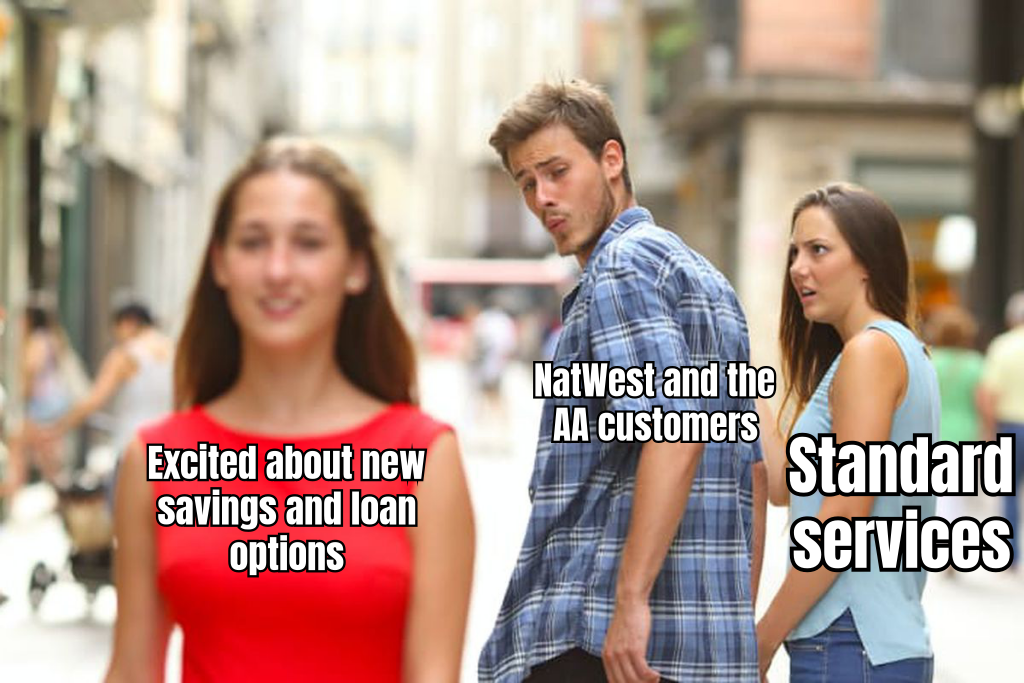 Excited about new
savings and loan
options
NatWest and the
AA customers
Standard
services